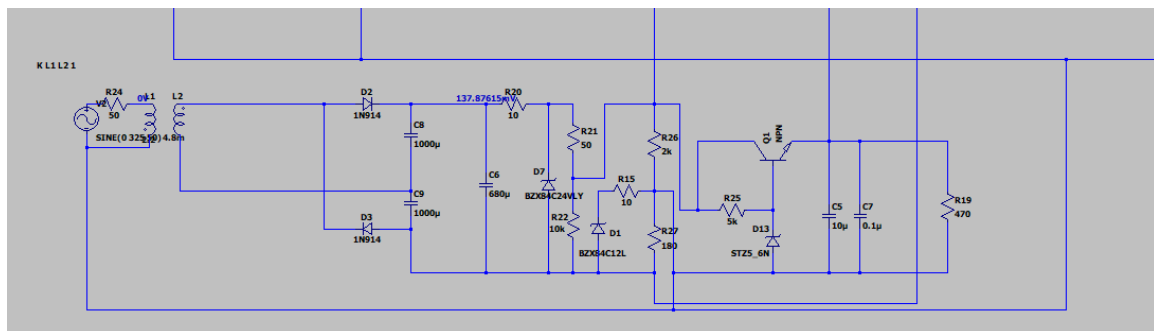 K L1 L2 1
R24
50
V2
0V
L1
L2
SINE(0 325 50)
4.8m
D2
1N914
C8
1000µ
C9
1000µ
D3
1N914
137.87615mV
R20
10
C6
680µ
D7
BZX84C24VLY
R21
50
R22
10k
R15
10
D1
BZX84C12L
R26
2k
R27
180
R25
5k
Q1
NPN
D13
STZ5_6N
C5
10µ
C7
0.1µ
R19
470